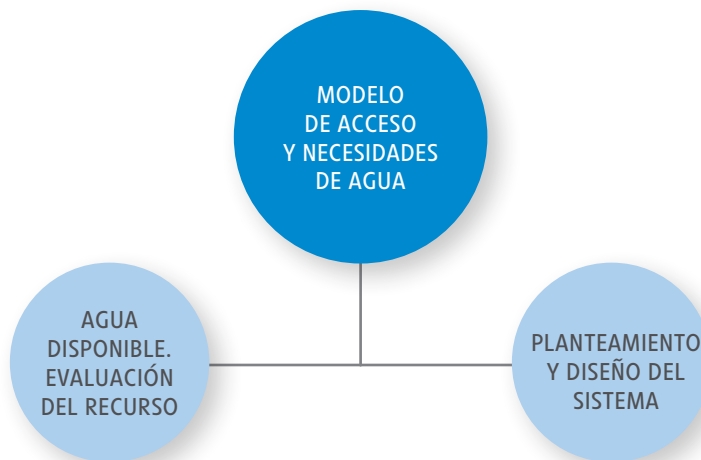 MODELO
DE ACCESO
Y NECESIDADES
DE AGUA
AGUA
DISPONIBLE.
EVALUACIÓN
DEL RECURSO
PLANTEAMIENTO
Y DISEÑO DEL
SISTEMA